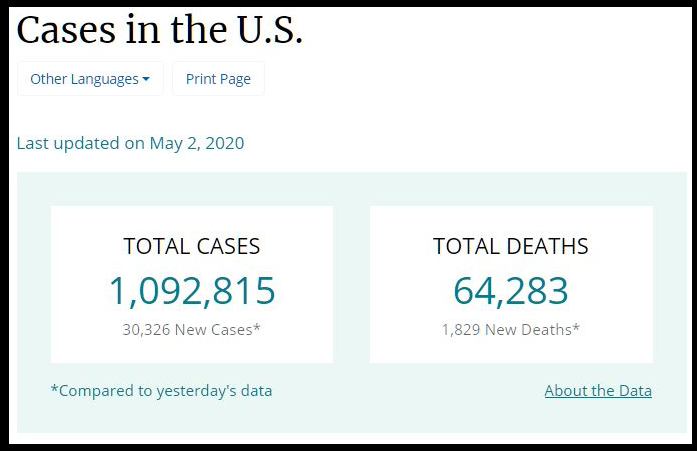 Cases in the U.S.
Other Languages
Print Page
Last updated on May 2, 2020
TOTAL CASES
1,092,815
30,326 New Cases*
TOTAL DEATHS
64,283
1,829 New Deaths*
*Compared to yesterday's data
About the Data